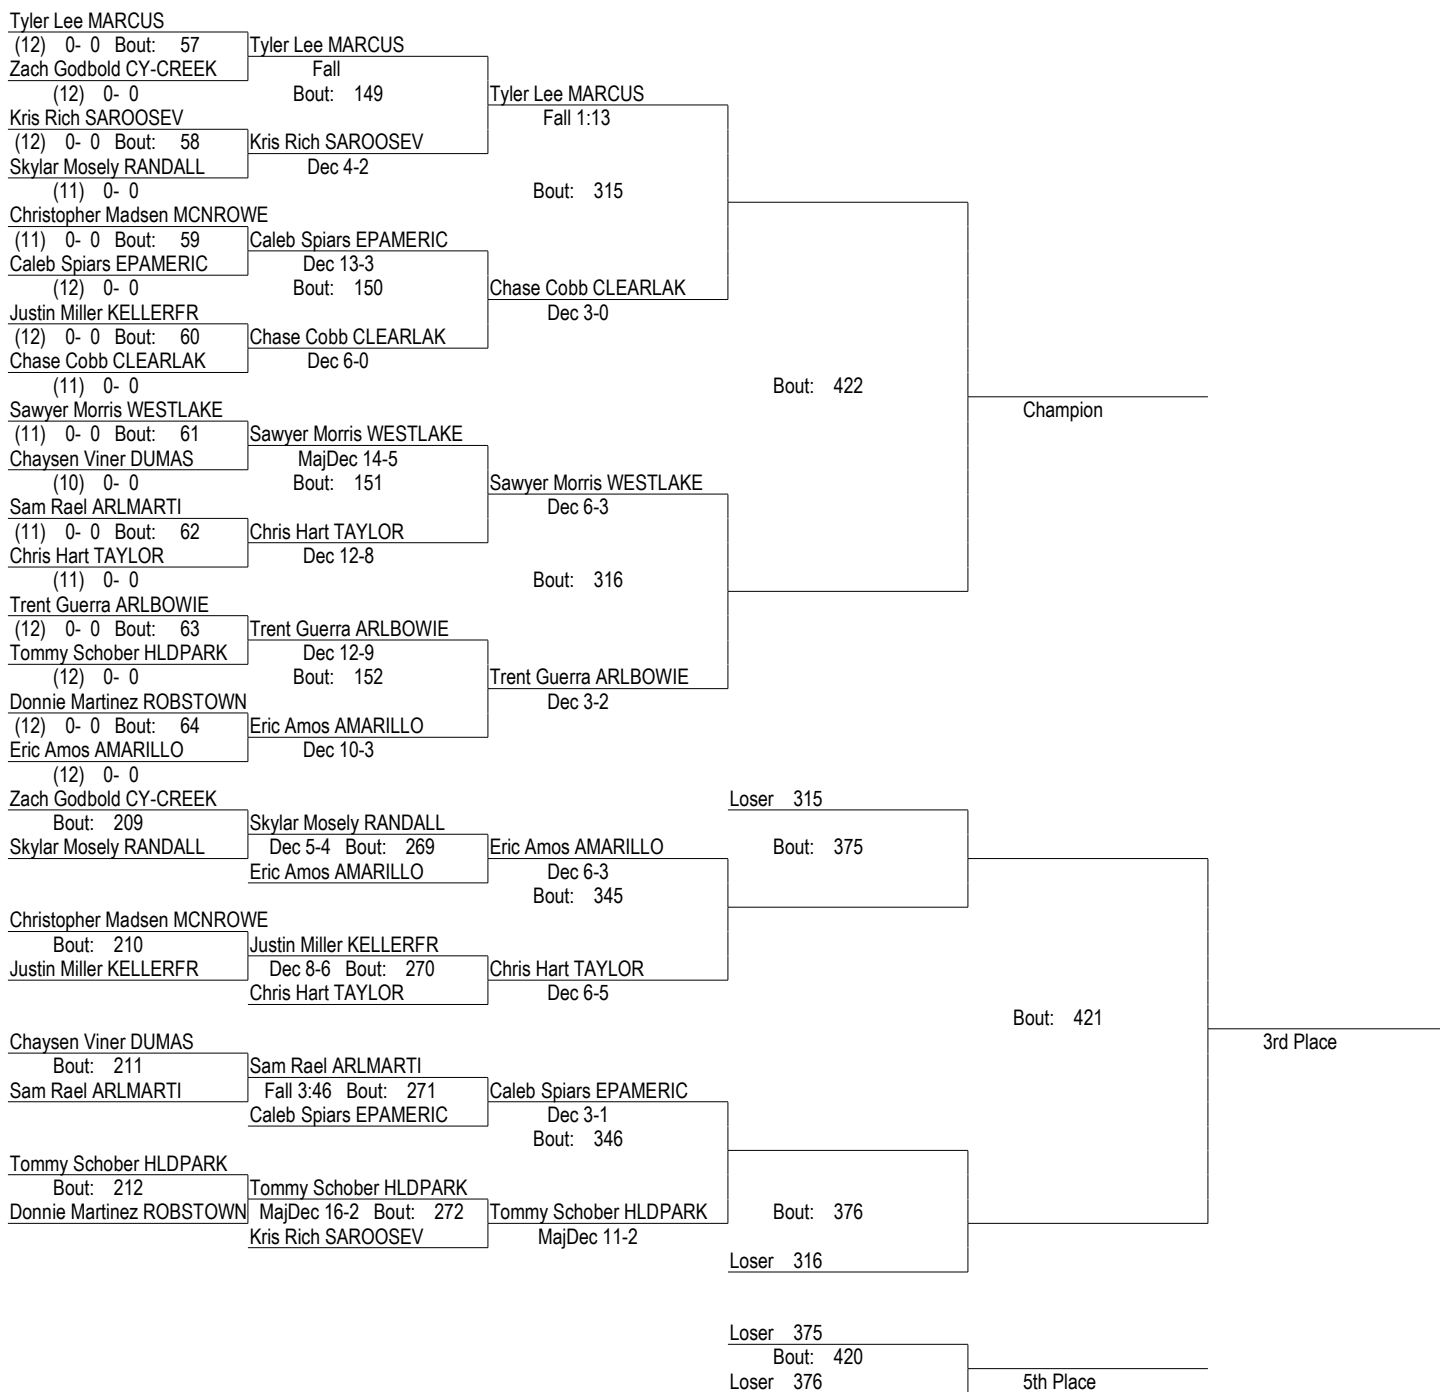 Tyler Lee MARCUS
(12) 0- 0 Bout: 57 Tyler Lee MARCUS
Zach Godbold CY-CREEK Fall
(12) 0- 0 Bout: 149 Tyler Lee MARCUS
Kris Rich SAROOSEV Fall 1:13
(12) 0- 0 Bout: 58 Kris Rich SAROOSEV
Skylar Mosely RANDALL Dec 4-2
(11) 0- 0 Bout: 315
Christopher Madsen MCNROWE
(11) 0- 0 Bout: 59 Caleb Spiars EPAMERIC
Caleb Spiars EPAMERIC Dec 13-3
(12) 0- 0 Bout: 150 Chase Cobb CLEARLAK
Justin Miller KELLERFR Dec 3-0
(12) 0- 0 Bout: 60 Chase Cobb CLEARLAK
Chase Cobb CLEARLAK Dec 6-0
(11) 0- 0 Bout: 422
Sawyer Morris WESTLAKE Champion
(11) 0- 0 Bout: 61 Sawyer Morris WESTLAKE
Chaysen Viner DUMAS MajDec 14-5
(10) 0- 0 Bout: 151 Sawyer Morris WESTLAKE
Sam Rael ARLMARTI Dec 6-3
(11) 0- 0 Bout: 62 Chris Hart TAYLOR
Chris Hart TAYLOR Dec 12-8
(11) 0- 0 Bout: 316
Trent Guerra ARLBOWIE
(12) 0- 0 Bout: 63 Trent Guerra ARLBOWIE
Tommy Schober HLDPARK Dec 12-9
(12) 0- 0 Bout: 152 Trent Guerra ARLBOWIE
Donnie Martinez ROBSTOWN Dec 3-2
(12) 0- 0 Bout: 64 Eric Amos AMARILLO
Eric Amos AMARILLO Dec 10-3
(12) 0- 0
Zach Godbold CY-CREEK Loser 315
Bout: 209 Skylar Mosely RANDALL
Skylar Mosely RANDALL Dec 5-4 Bout: 269 Eric Amos AMARILLO Bout: 375
Eric Amos AMARILLO Dec 6-3
Bout: 345
Christopher Madsen MCNROWE
Bout: 210 Justin Miller KELLERFR
Justin Miller KELLERFR Dec 8-6 Bout: 270 Chris Hart TAYLOR
Chris Hart TAYLOR Dec 6-5
Bout: 421
Chaysen Viner DUMAS 3rd Place
Bout: 211 Sam Rael ARLMARTI
Sam Rael ARLMARTI Fall 3:46 Bout: 271 Caleb Spiars EPAMERIC
Caleb Spiars EPAMERIC Dec 3-1
Bout: 346
Tommy Schober HLDPARK
Bout: 212 Tommy Schober HLDPARK
Donnie Martinez ROBSTOWN MajDec 16-2 Bout: 272 Tommy Schober HLDPARK Bout: 376
Kris Rich SAROOSEV MajDec 11-2
Loser 316
Loser 375
Bout: 420
Loser 376 5th Place